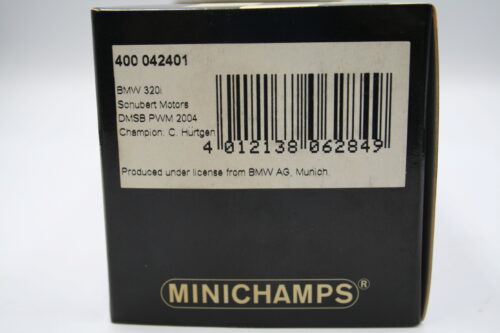 400 042401
BMW 320i
Schubert Motors
DMSB PWM 2004
Champion: C. Hürtgen
4 012138 062849
Produced under license from BMW AG, Munich.
MINICHAMPS®